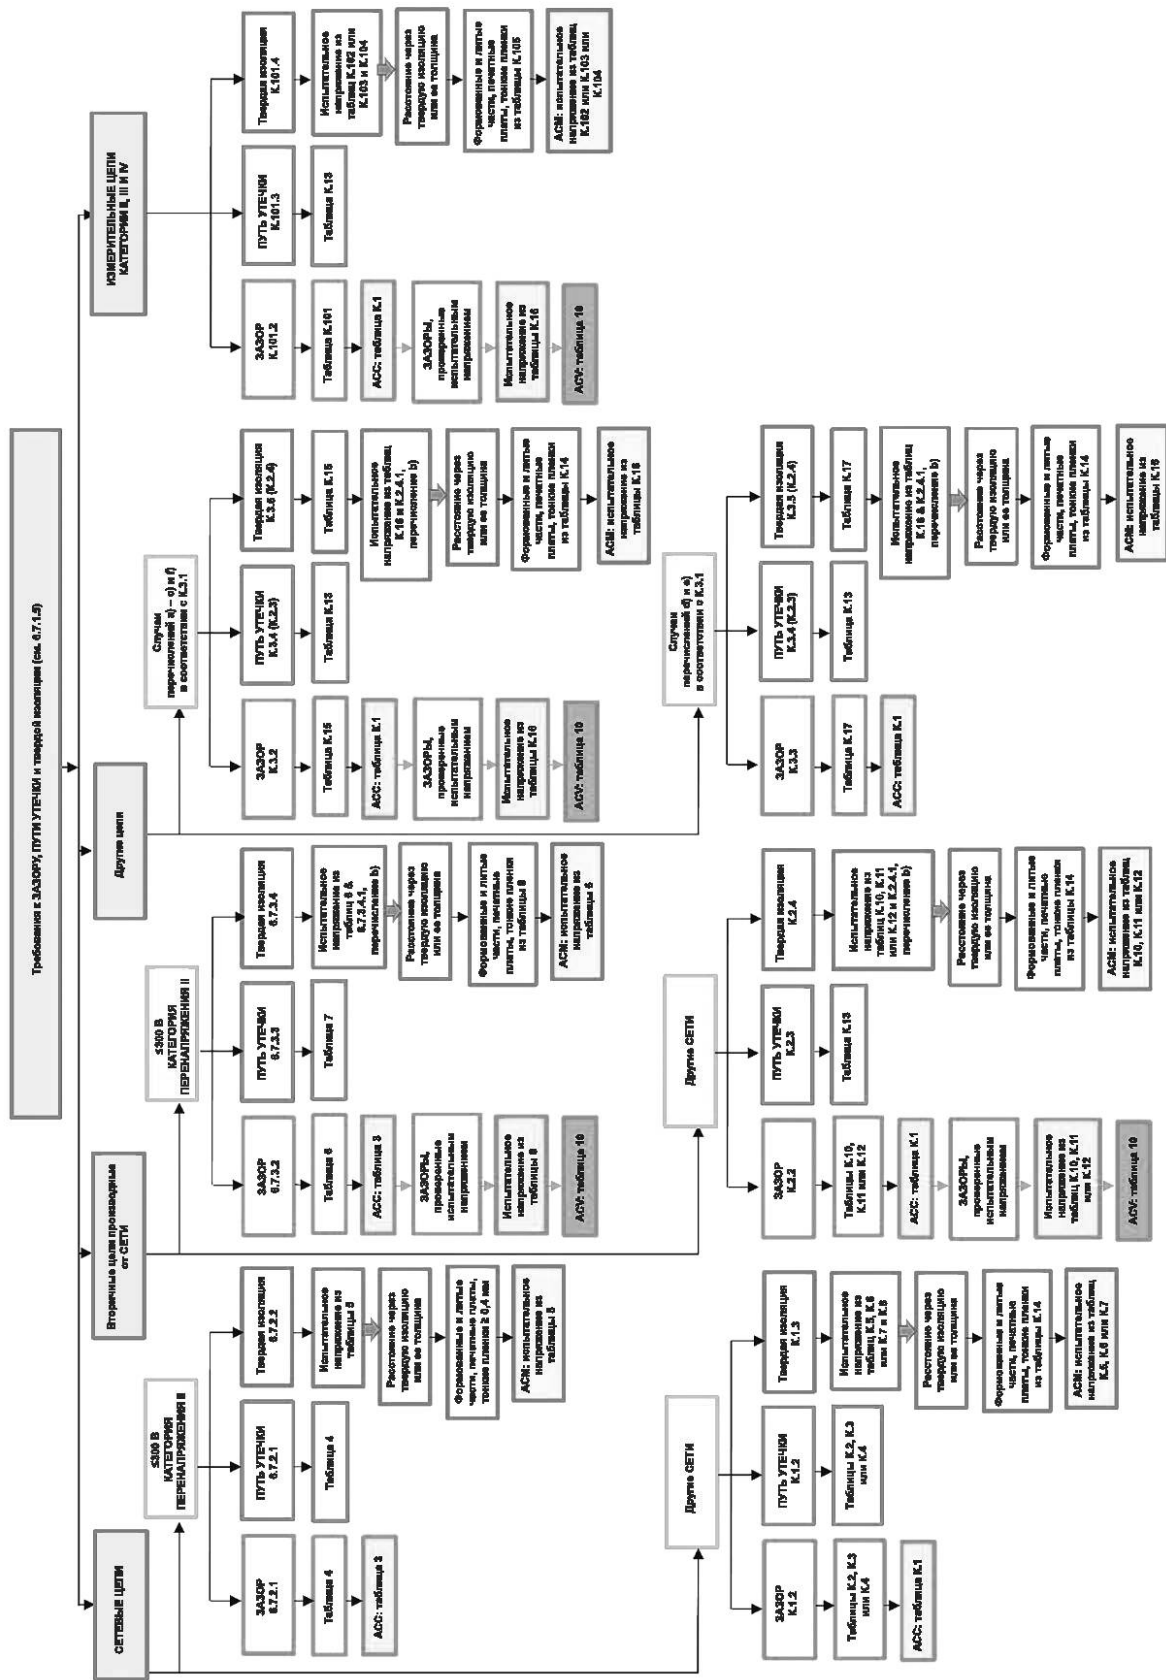 Требования к ЗАЗОРУ, ПУТИ УТЕЧКИ и твердой изоляции (см. 6.7.1.5)
СЕТЕВЫЕ ЦЕПИ
≤300 В
КАТЕГОРИЯ
ПЕРЕНАПРЯЖЕНИЯ II
ЗАЗОР
6.7.2.1
Таблица 4
ACC: таблица 3
ПУТЬ УТЕЧКИ
6.7.2.1
Таблица 4
Твердая изоляция
6.7.2.2
Испытательное
напряжение из
таблицы 5
Расстояние через
твердую изоляцию
или ее толщина
Формованные и литые
части, печатные платы,
тонкие пленки ≥ 0,4 мм
ACM: испытательное
напряжение из
таблицы 5
Другие СЕТИ
ЗАЗОР
K.1.2
Таблицы K.2, K.3
или K.4
ACC: таблица K.1
ПУТЬ УТЕЧКИ
K.1.2
Таблицы K.2, K.3
или K.4
Твердая изоляция
K.1.3
Испытательное
напряжение из
таблиц K.5, K.6
или K.7 и K.8
Расстояние через
твердую изоляцию
или ее толщина
Формованные и литые
части, печатные
платы, тонкие пленки
из таблицы K.14
ACM: испытательное
напряжение из таблиц
K.5, K.6 или K.7
Вторичные цепи производные
от СЕТИ
≤300 В
КАТЕГОРИЯ
ПЕРЕНАПРЯЖЕНИЯ II
ЗАЗОР
6.7.3.2
Таблица 6
ACC: таблица 3
ЗАЗОРЫ,
проверенные
испытательным
напряжением
Испытательное
напряжение из
ACV: таблица 10
ПУТЬ УТЕЧКИ
6.7.3.3
Таблица 7
Твердая изоляция
6.7.3.4
Испытательное
напряжение из
таблиц 6 &
6.7.3.4.1,
перечисление b)
Расстояние через
твердую изоляцию
или ее толщина
Формованные и литые
части, печатные
платы, тонкие пленки
ACM: испытательное
напряжение из
таблицы 6
Другие СЕТИ
ЗАЗОР
K.2.2
Таблицы K.10,
K.11 или K.12
ACC: таблица K.1
ЗАЗОРЫ,
проверенные
испытательным
напряжением
Испытательное
напряжение из
таблиц K.10, K.11
или K.12
ACV: таблица 10
ПУТЬ УТЕЧКИ
K.2.3
Таблица K.13
Твердая изоляция
K.2.4
Испытательное
напряжение из
таблиц K.10, K.11
или K.12 и K.2.4.1,
перечисление b)
Расстояние через
твердую изоляцию
или ее толщина
Формованные и литые
части, печатные
платы, тонкие пленки
из таблицы K.14
ACM: испытательное
напряжение из таблиц
K.10, K.11 или K.12
Другие цепи
Случаи
перечислений a) – c) и f)
в соответствии с K.3.1
ЗАЗОР
K.3.2
Таблица K.15
ACC: таблица K.1
ЗАЗОРЫ,
проверенные
испытательным
напряжением
Испытательное
напряжение из
таблицы K.16
ACV: таблица 10
ПУТЬ УТЕЧКИ
K.3.4 (K.2.3)
Таблица K.13
Твердая изоляция
K.3.5 (K.2.4)
Таблица K.15
Испытательное
напряжение из таблиц
K.16 и K.2.4.1,
перечисление b)
Расстояние через
твердую изоляцию
или ее толщина
Формованные и литые
части, печатные
платы, тонкие пленки
из таблицы K.14
ACM: испытательное
напряжение из
таблицы K.16
Случаи
перечислений d) и e)
в соответствии с K.3.1
ЗАЗОР
K.3.3
Таблица K.17
ACC: таблица K.1
ПУТЬ УТЕЧКИ
K.3.4 (K.2.3)
Таблица K.13
Твердая изоляция
K.3.5 (K.2.4)
Таблица K.17
Испытательное
напряжение из таблиц
K.16 & K.2.4.1,
перечисление b)
Расстояние через
твердую изоляцию
или ее толщина
Формованные и литые
части, печатные
платы, тонкие пленки
из таблицы K.14
ACM: испытательное
напряжение из
таблицы K.16
ИЗМЕРИТЕЛЬНЫЕ ЦЕПИ
КАТЕГОРИИ II, III И IV
ЗАЗОР
K.101.2
Таблица K.101
ACC: таблица K.1
ЗАЗОРЫ,
проверенные
испытательным
напряжением
Испытательное
напряжение из
таблицы K.16
ACV: таблица 10
ПУТЬ УТЕЧКИ
K.101.3
Таблица K.13
Твердая изоляция
K.101.4
Испытательное
напряжение из
таблиц K.102 или
K.103 и K.104
Расстояние через
твердую изоляцию
или ее толщина
Формованные и литые
части, печатные
платы, тонкие пленки
из таблицы K.105
ACM: испытательное
напряжение из таблиц
K.102 или K.103 или
K.104